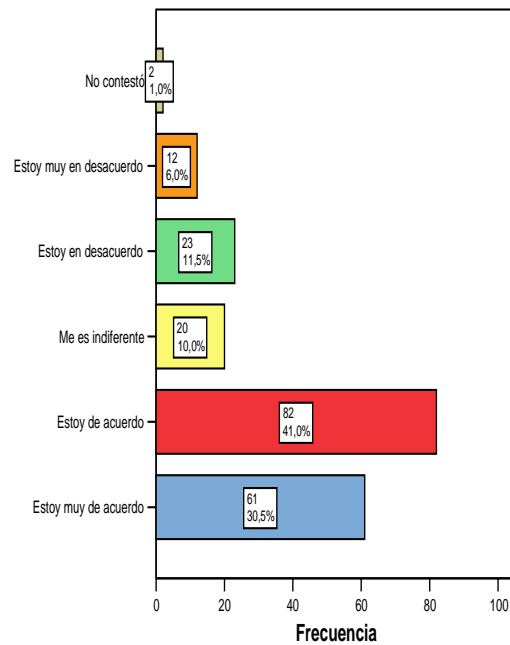 No contestó
2
1,0%
Estoy muy en desacuerdo
12
6,0%
Estoy en desacuerdo
23
11,5%
Me es indiferente
20
10,0%
Estoy de acuerdo
82
41,0%
Estoy muy de acuerdo
61
30,5%
0 20 40 60 80 100
Frecuencia